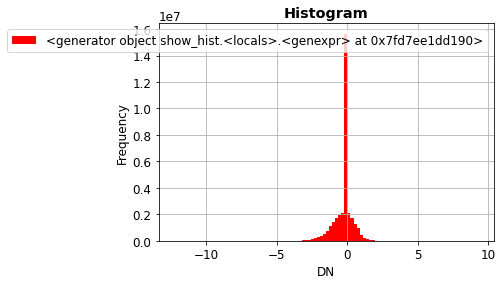 Histogram
1e7
<generator object show_hist.<locals>.<genexpr> at 0x7fd7ee1dd190>
1.6
1.4
1.2
1.0
0.8
0.6
0.4
0.2
0.0
Frequency
−10
−5
0
5
10
DN